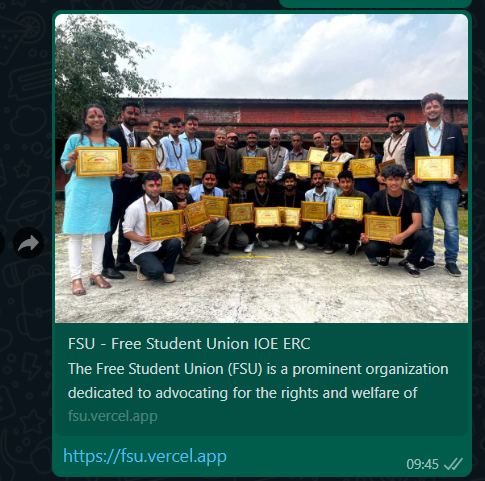 FSU - Free Student Union IOE ERC
The Free Student Union (FSU) is a prominent organization
dedicated to advocating for the rights and welfare of
fsu.vercel.app
https://fsu.vercel.app
09:45